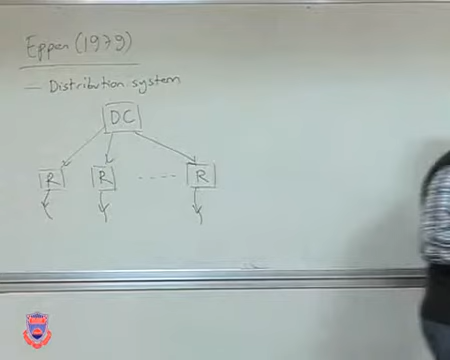 Eppen (1979)
— Distribution system
DC
R R ---- R